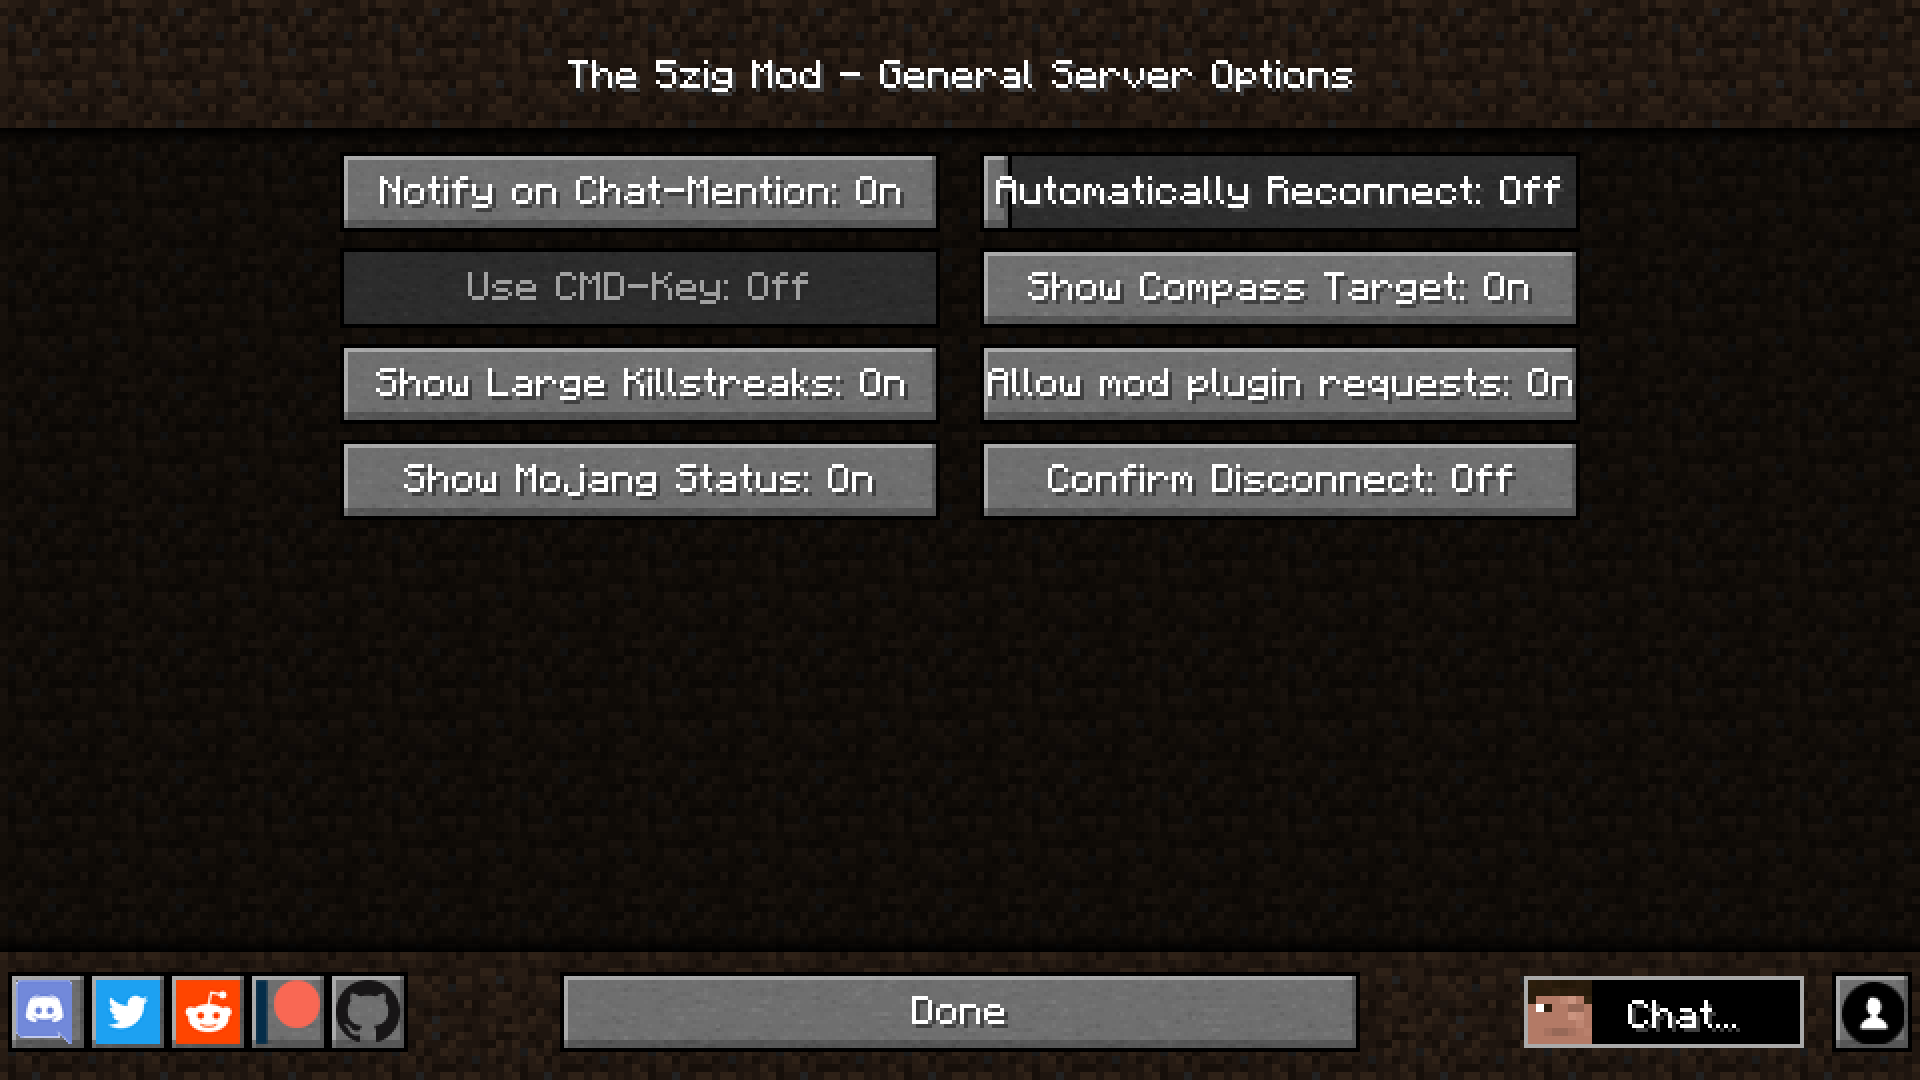 The 5zig Mod - General Server Options
Notify on Chat-Mention: On
Automatically Reconnect: Off
Use CMD-Key: Off
Show Compass Target: On
Show Large Killstreaks: On
Allow mod plugin requests: On
Show Mojang Status: On
Confirm Disconnect: Off
Done
Chat...